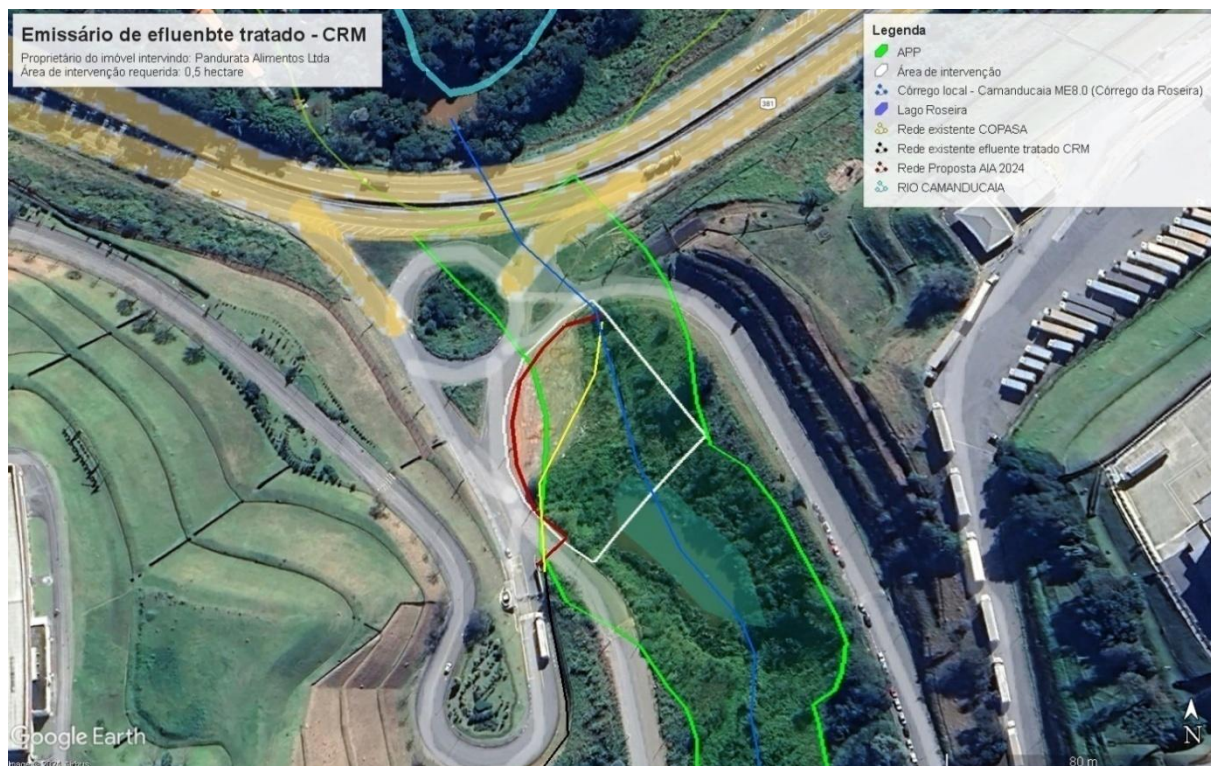 Emissário de efluenbte tratado - CRM
Proprietário do imóvel intervindo: Pandurata Alimentos Ltda
Área de intervenção requerida: 0,5 hectare
Legenda
APP
Área de intervenção
Córrego local - Camanducaia ME8.0 (Córrego da Roseira)
Lago Roseira
Rede existente COPASA
Rede existente efluente tratado CRM
Rede Proposta AIA 2024
RIO CAMANDUCAIA
381
Google Earth
N
80 m